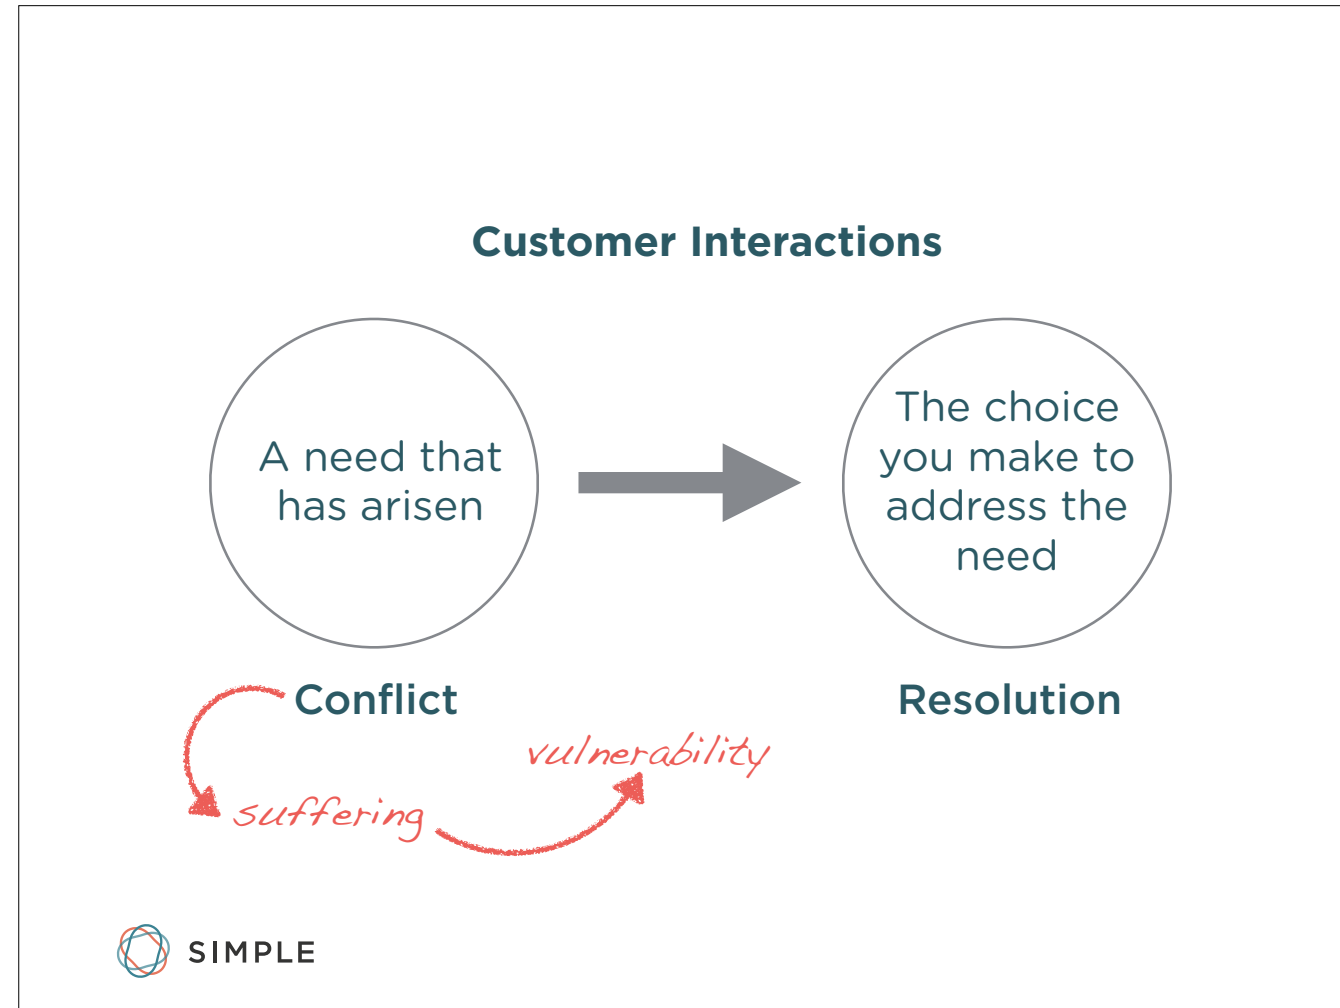 Customer Interactions
A need that
has arisen
The choice
you make to
address the
need
Conflict
Resolution
vulnerability
suffering
SIMPLE